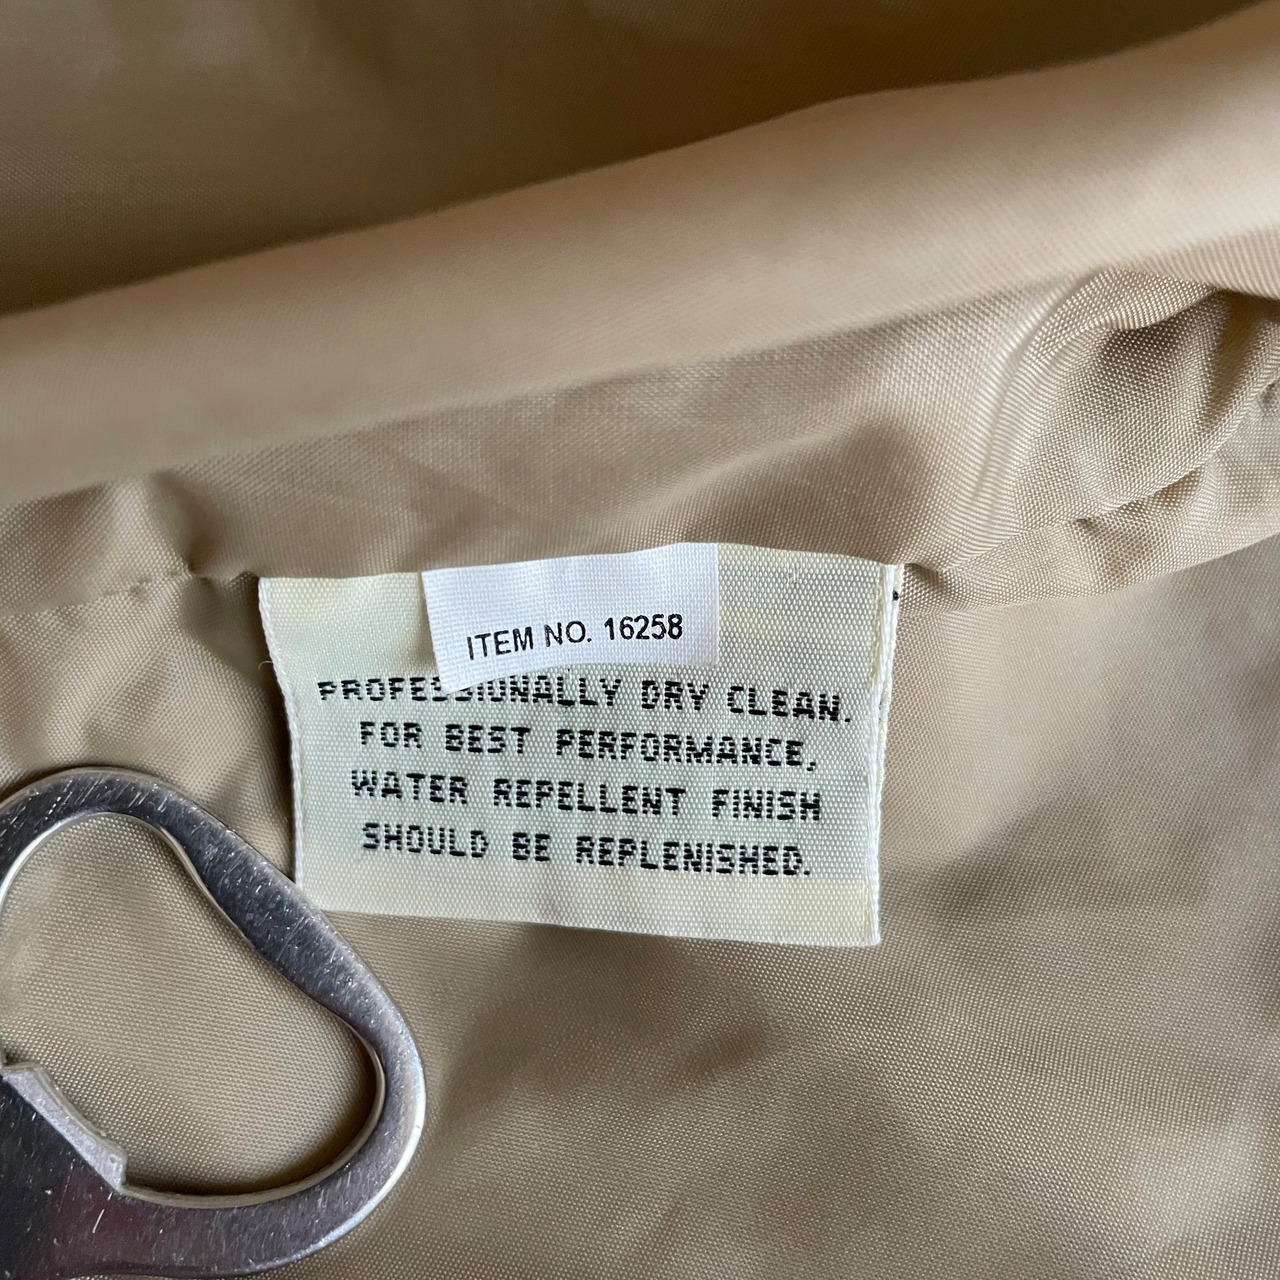 ITEM NO. 16258
PROFESSIONALLY DRY CLEAN.
FOR BEST PERFORMANCE,
WATER REPELLENT FINISH
SHOULD BE REPLENISHED.